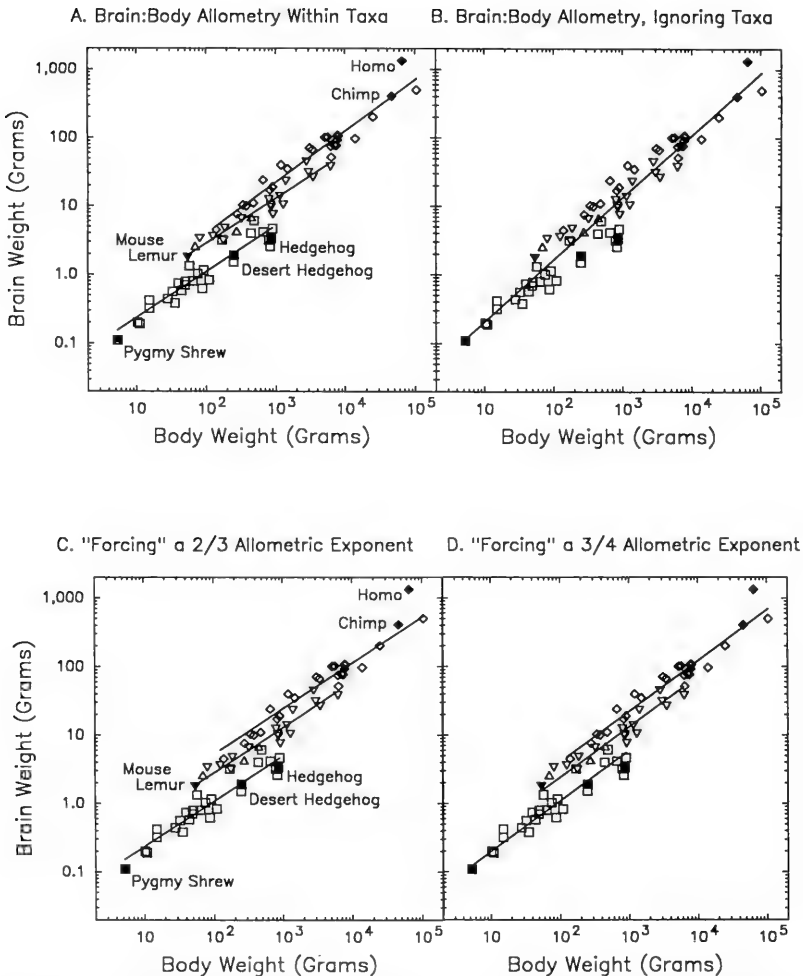 A. Brain:Body Allometry Within Taxa
B. Brain:Body Allometry, Ignoring Taxa
Brain Weight (Grams)
1,000
100
10
1.0
0.1
Homo
Chimp
Mouse
Lemur
Hedgehog
Desert Hedgehog
Pygmy Shrew
10 10² 10³ 10⁴ 10⁵
10 10² 10³ 10⁴ 10⁵
Body Weight (Grams)
Body Weight (Grams)
C. "Forcing" a 2/3 Allometric Exponent
D. "Forcing" a 3/4 Allometric Exponent
Brain Weight (Grams)
1,000
100
10
1.0
0.1
Homo
Chimp
Mouse
Lemur
Hedgehog
Desert Hedgehog
Pygmy Shrew
10 10² 10³ 10⁴ 10⁵
10 10² 10³ 10⁴ 10⁵
Body Weight (Grams)
Body Weight (Grams)